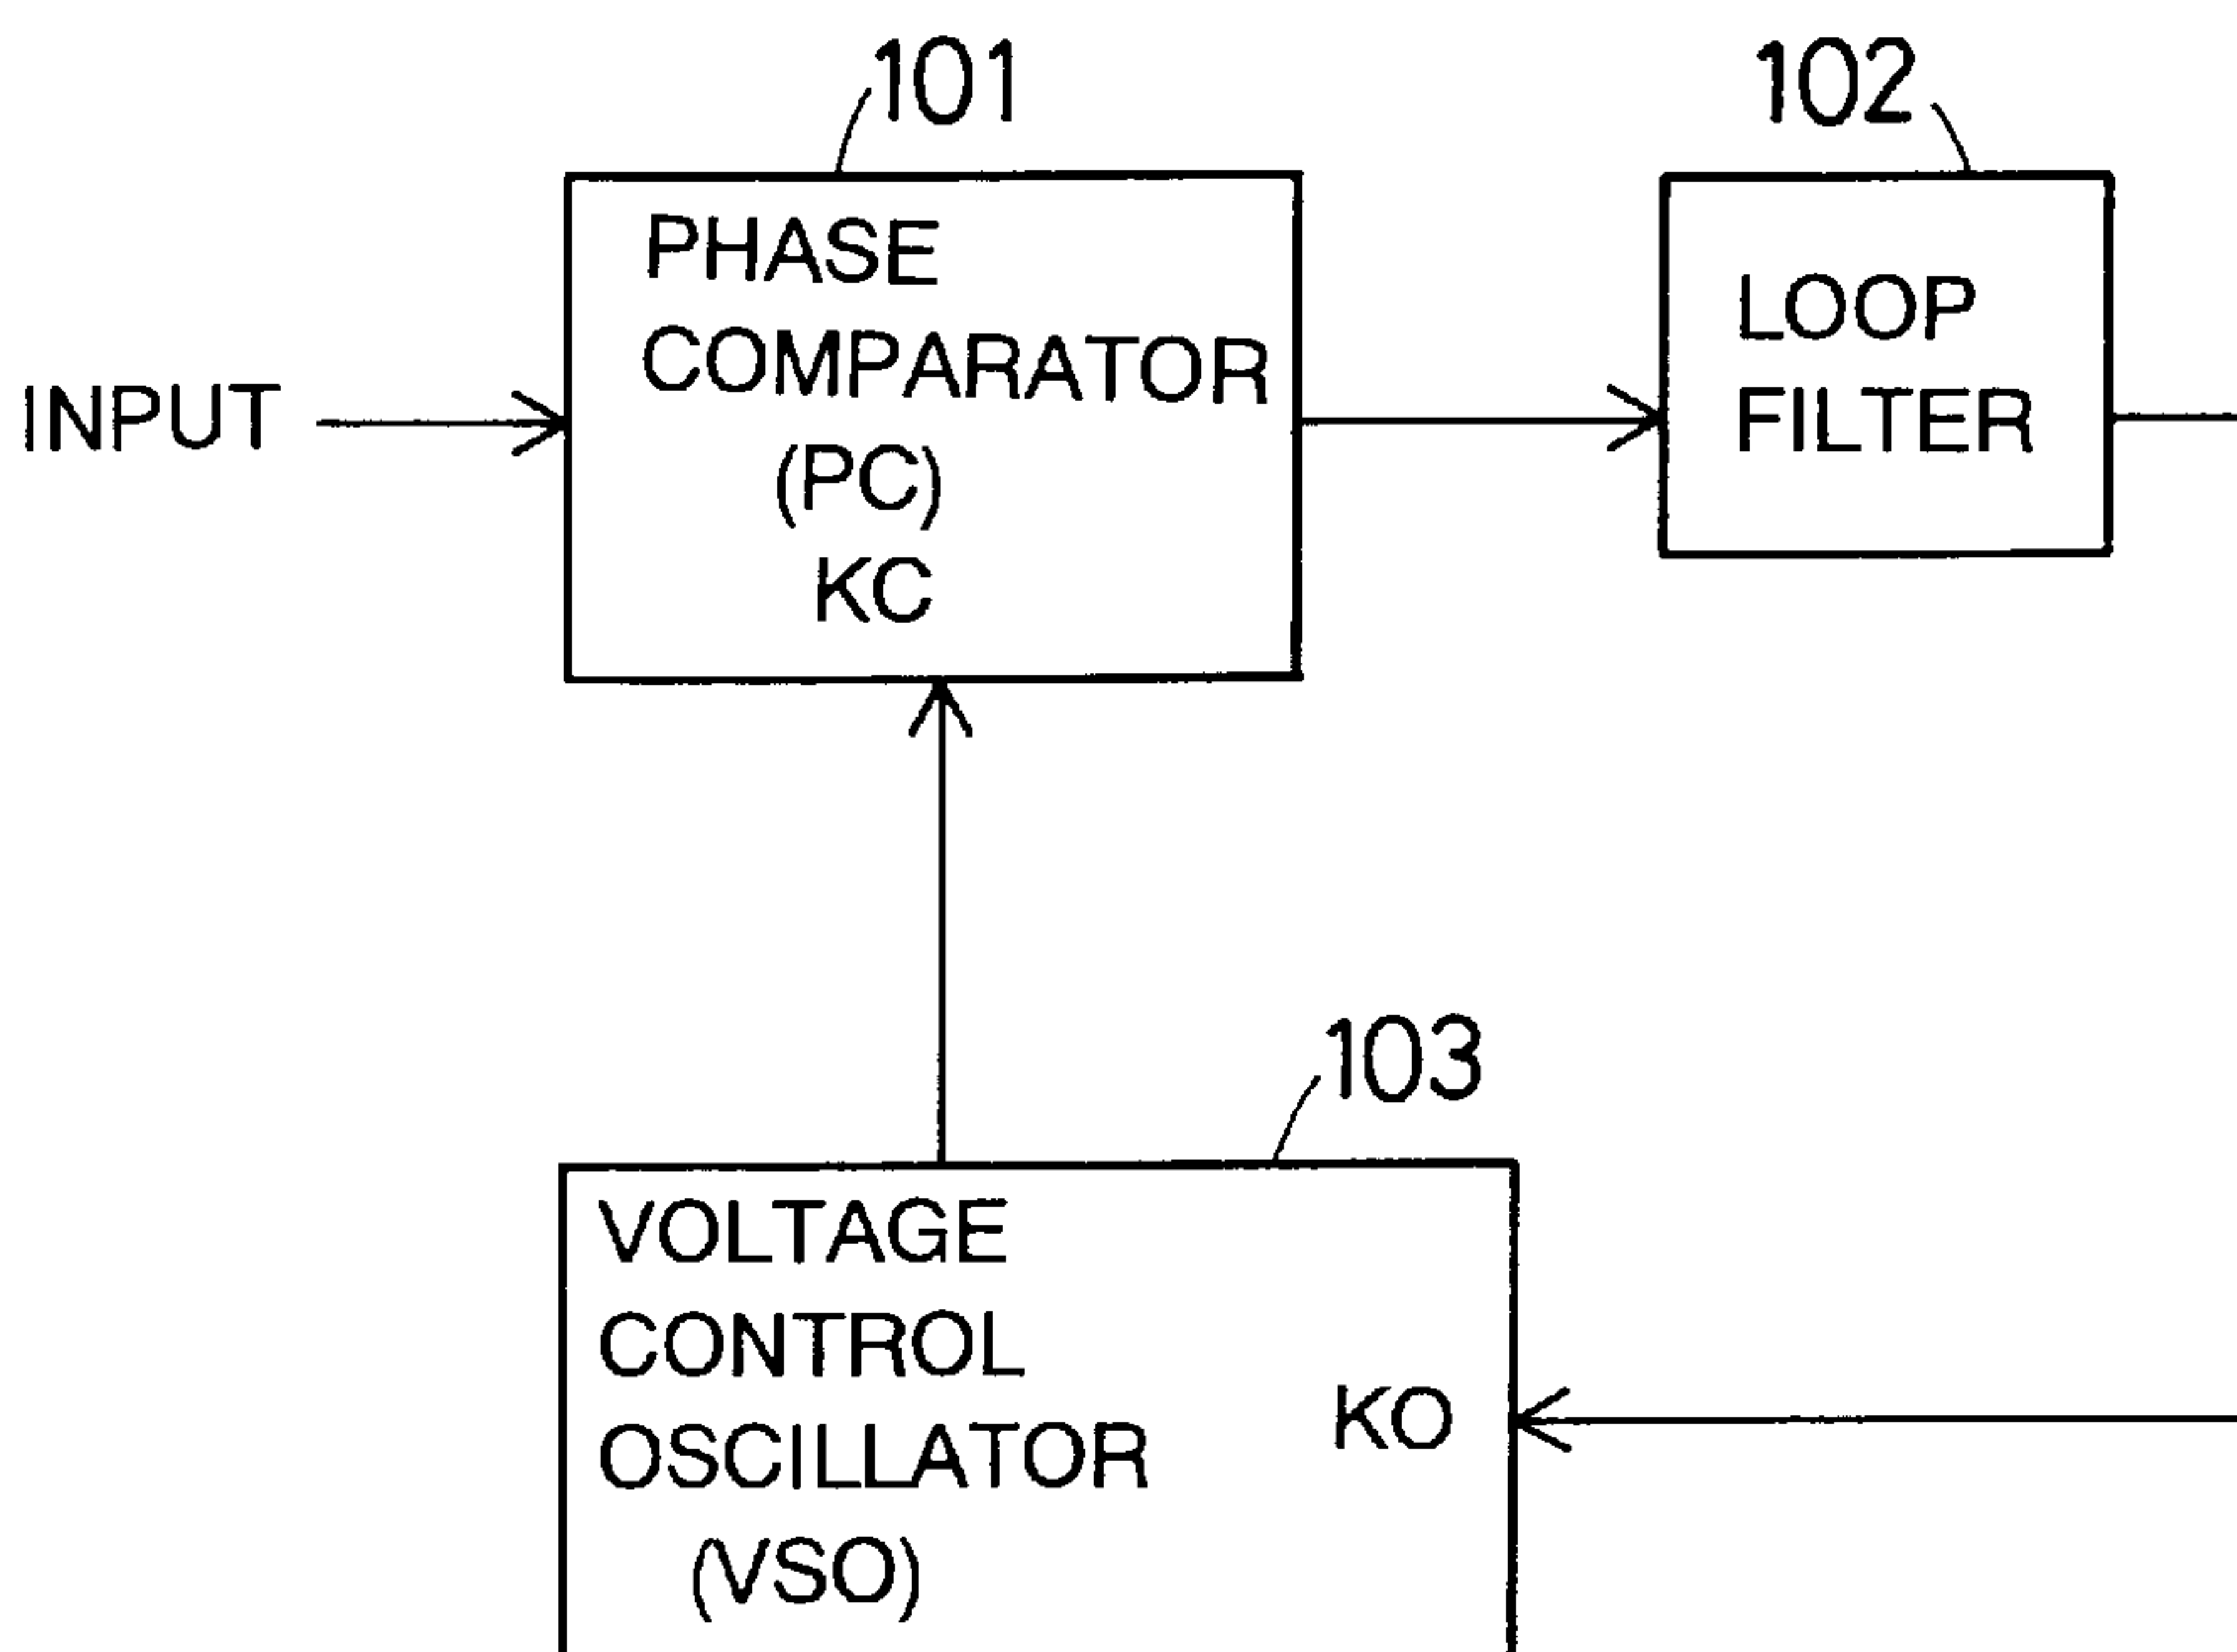 101
102
PHASE
COMPARATOR
(PC)
KC
LOOP
FILTER
INPUT
103
VOLTAGE
CONTROL
OSCILLATOR
(VSO)
KO